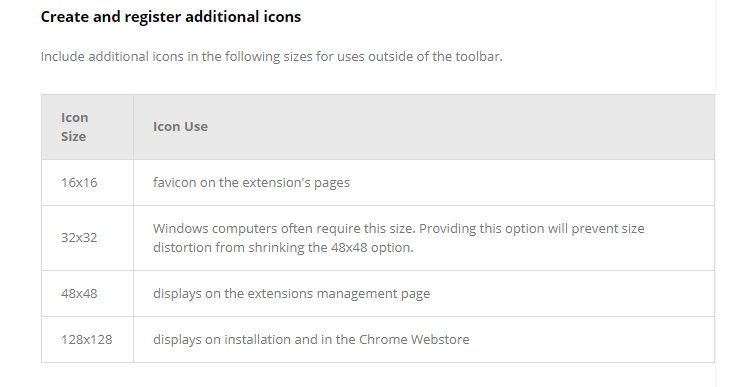 Create and register additional icons
Include additional icons in the following sizes for uses outside of the toolbar.
Icon
Size
Icon Use
16x16
favicon on the extension's pages
32x32
Windows computers often require this size. Providing this option will prevent size
distortion from shrinking the 48x48 option.
48x48
displays on the extensions management page
128x128
displays on installation and in the Chrome Webstore